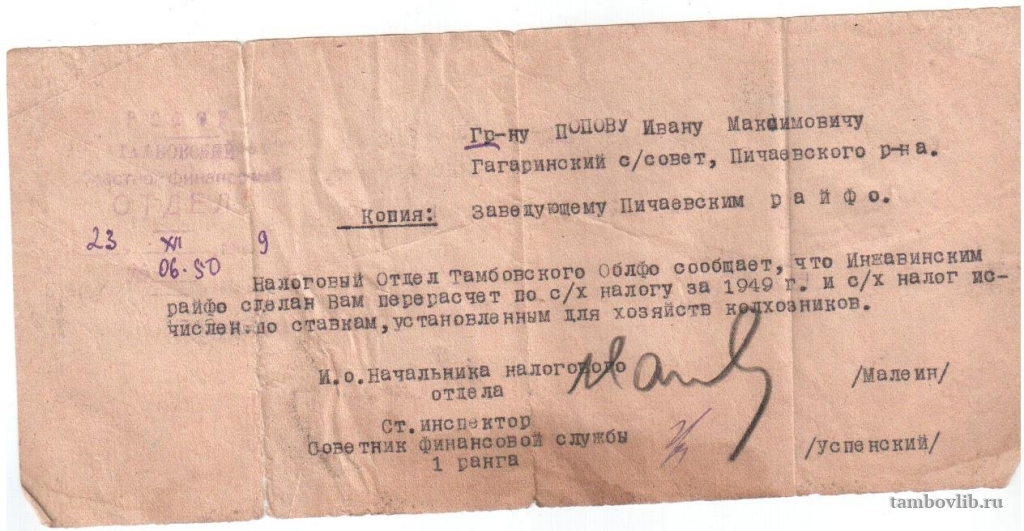 Р С Ф С Р
ОТДЕЛ
Гр-ну ПОПОВУ Ивану Максимовичу
Гагаринский с/совет, Пичаевского р-на.
Копия: Заведующему Пичаевским р а й ф о.
23 XII 9
06-50
Налоговый Отдел Тамбовского Облфо сообщает, что Инжавинским
райфо сделан Вам перерасчет по с/х налогу за 1949 г. и с/х налог ис-
числен.по ставкам,установленным для хозяйств колхозников.
И.о.Начальника налогового
отдела /Малеин/
Ст.инспектор
Советник финансовой службы /Успенский/
1 ранга
tambovlib.ru